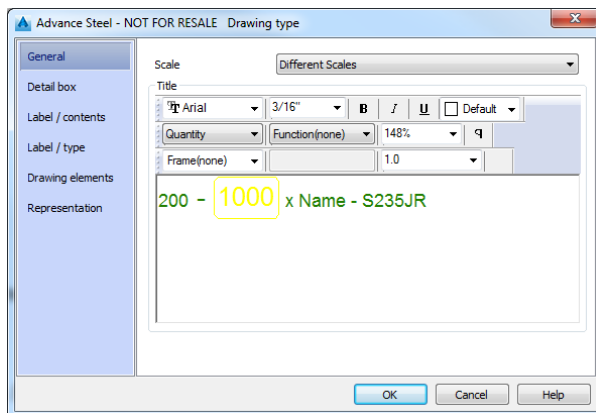 Advance Steel - NOT FOR RESALE Drawing type
General
Detail box
Label / contents
Label / type
Drawing elements
Representation
Scale
Different Scales
Title
Arial
3/16"
B I U
Default
Quantity
Function(none)
148%
¶
Frame(none)
1.0
200 - 1000 x Name - S235JR
OK
Cancel
Help